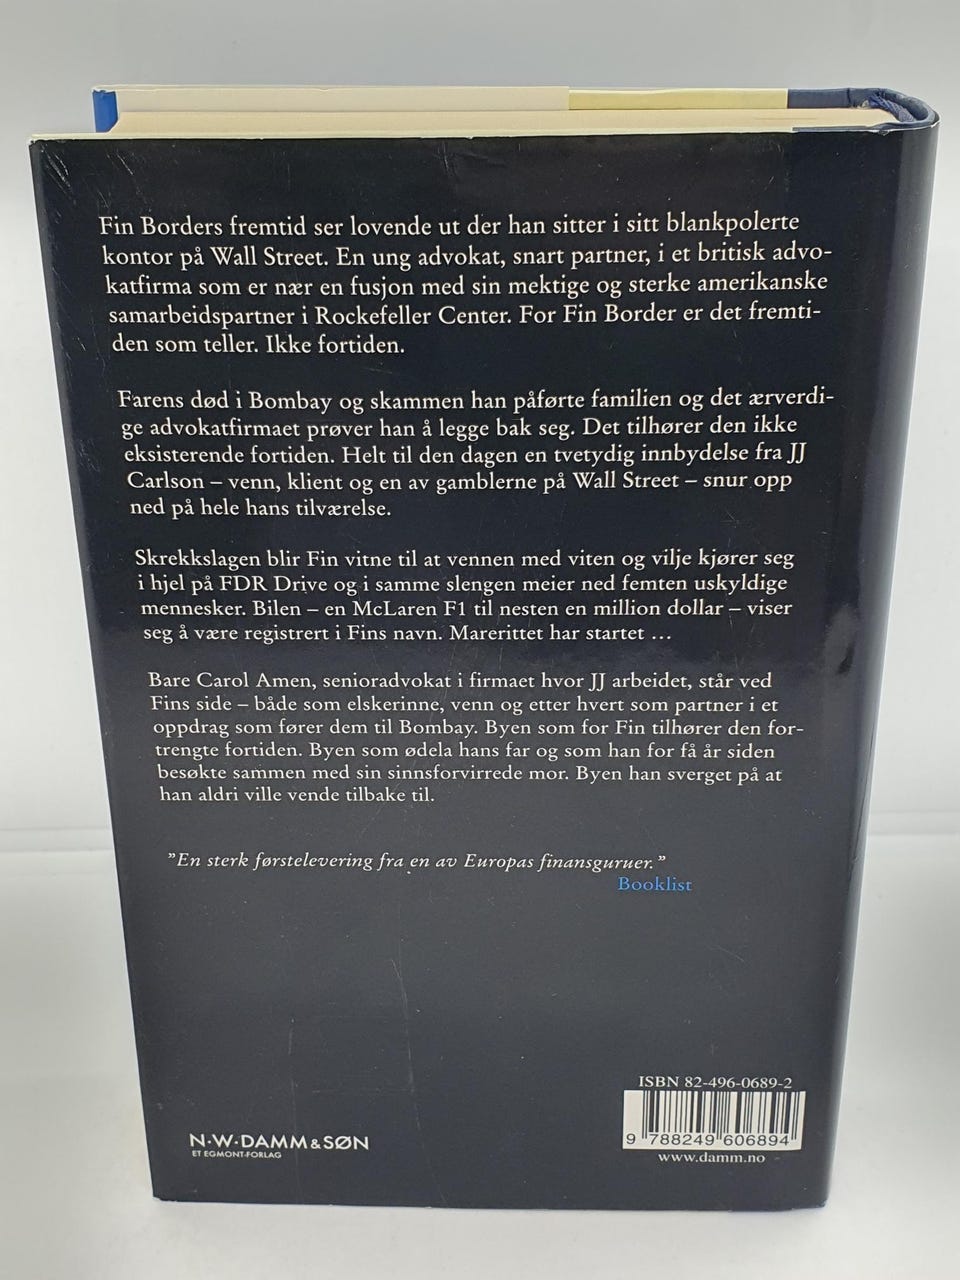 Fin Borders fremtid ser lovende ut der han sitter i sitt blankpolerte
kontor på Wall Street. En ung advokat, snart partner, i et britisk advo-
katfirma som er nær en fusjon med sin mektige og sterke amerikanske
samarbeidspartner i Rockefeller Center. For Fin Border er det fremti-
den som teller. Ikke fortiden.
Farens død i Bombay og skammen han påførte familien og det ærverdi-
ge advokatfirmaet prøver han å legge bak seg. Det tilhører den ikke
eksisterende fortiden. Helt til den dagen en tvetydig innbydelse fra JJ
Carlson – venn, klient og en av gamblerne på Wall Street – snur opp
ned på hele hans tilværelse.
Skrekkslagen blir Fin vitne til at vennen med viten og vilje kjører seg
i hjel på FDR Drive og i samme slengen meier ned femten uskyldige
mennesker. Bilen – en McLaren F1 til nesten en million dollar – viser
seg å være registrert i Fins navn. Marerittet har startet ...
Bare Carol Amen, senioradvokat i firmaet hvor JJ arbeidet, står ved
Fins side – både som elskerinne, venn og etter hvert som partner i et
oppdrag som fører dem til Bombay. Byen som for Fin tilhører den for-
trengte fortiden. Byen som ødela hans far og som han for få år siden
besøkte sammen med sin sinnsforvirrede mor. Byen han sverget på at
han aldri ville vende tilbake til.
”En sterk førstelevering fra en av Europas finansguruer.”
Booklist
ISBN 82-496-0689-2
9 788249 606894
www.damm.no
N·W·DAMM & SØN
ET EGMONT-FORLAG